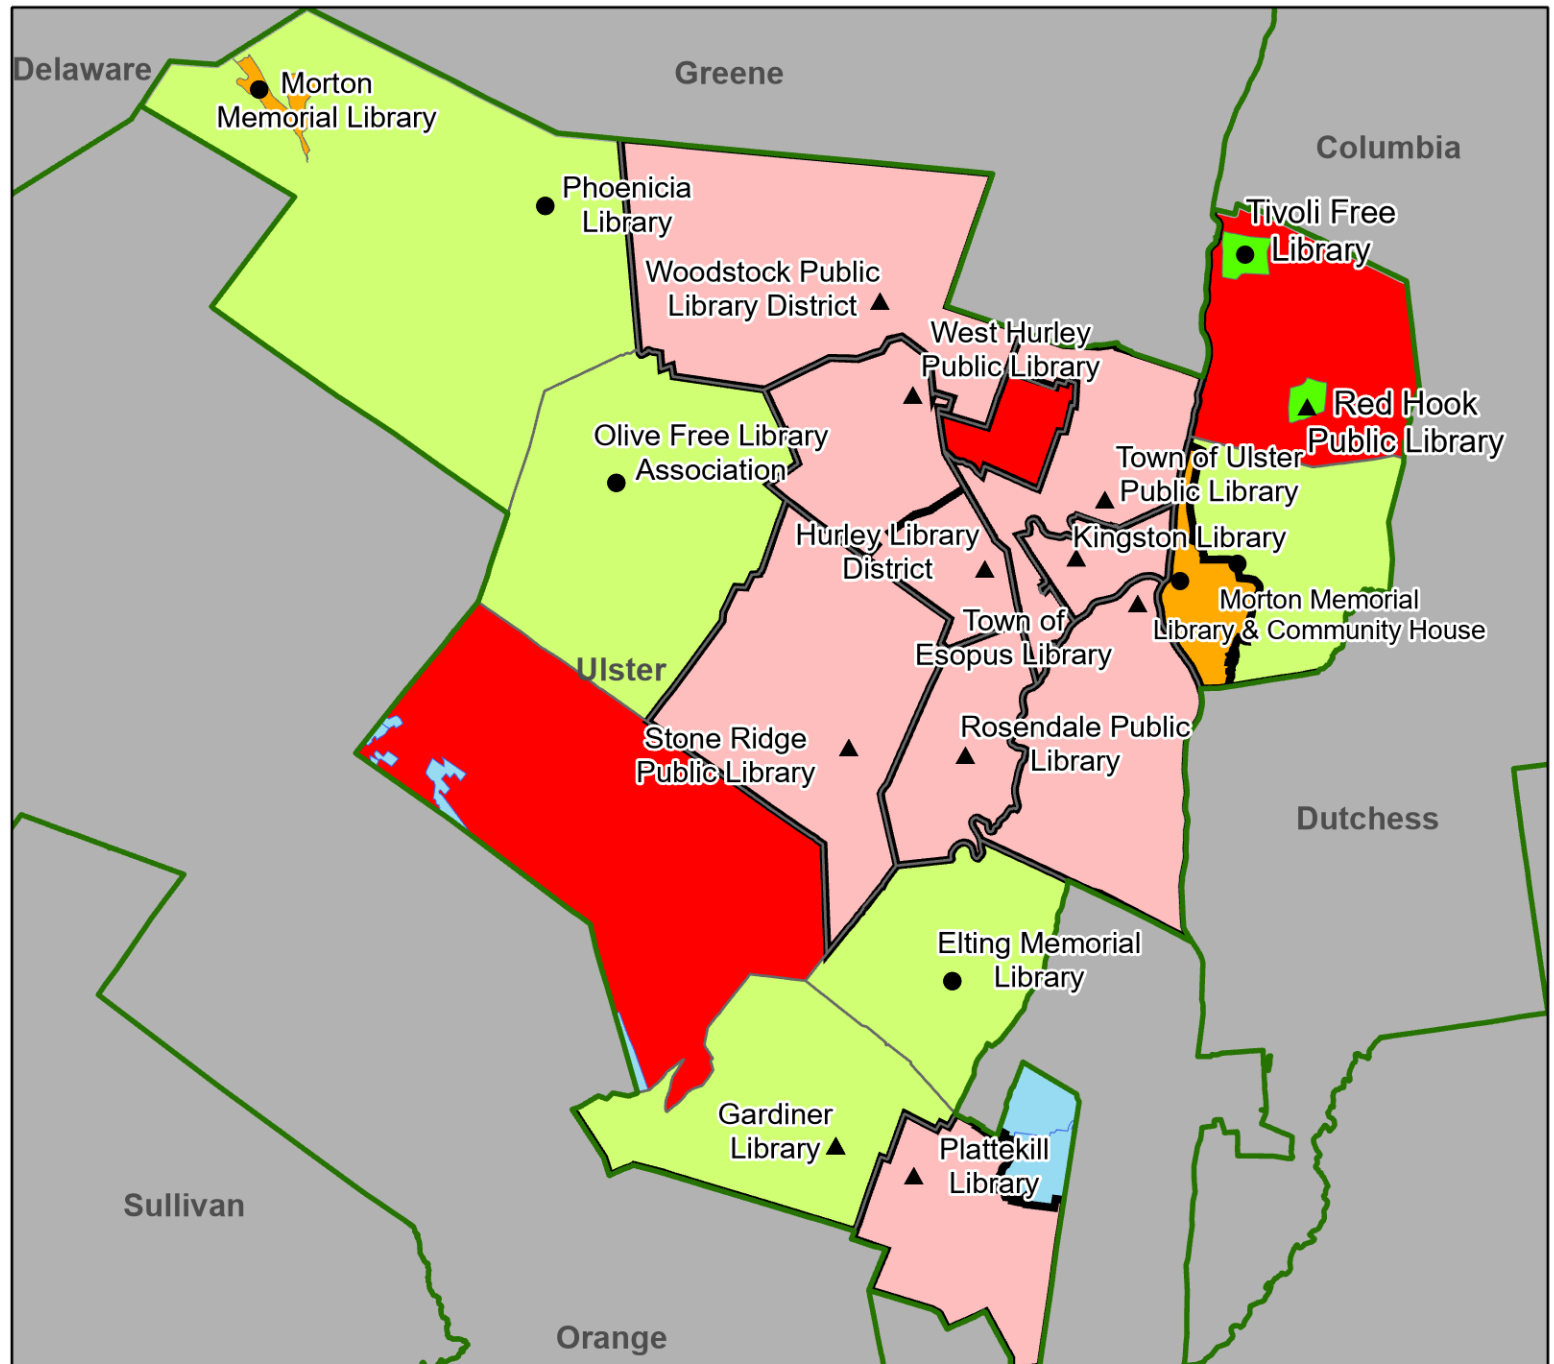 Delaware
Greene
Morton
Memorial Library
Columbia
Phoenicia
Library
Tivoli Free
Library
Woodstock Public
Library District
West Hurley
Public Library
Red Hook
Public Library
Olive Free Library
Association
Town of Ulster
Public Library
Hurley Library
District
Kingston Library
Morton Memorial
Library & Community House
Town of
Esopus Library
Ulster
Stone Ridge
Public Library
Rosendale Public
Library
Dutchess
Elting Memorial
Library
Gardiner
Library
Plattekill
Library
Sullivan
Orange